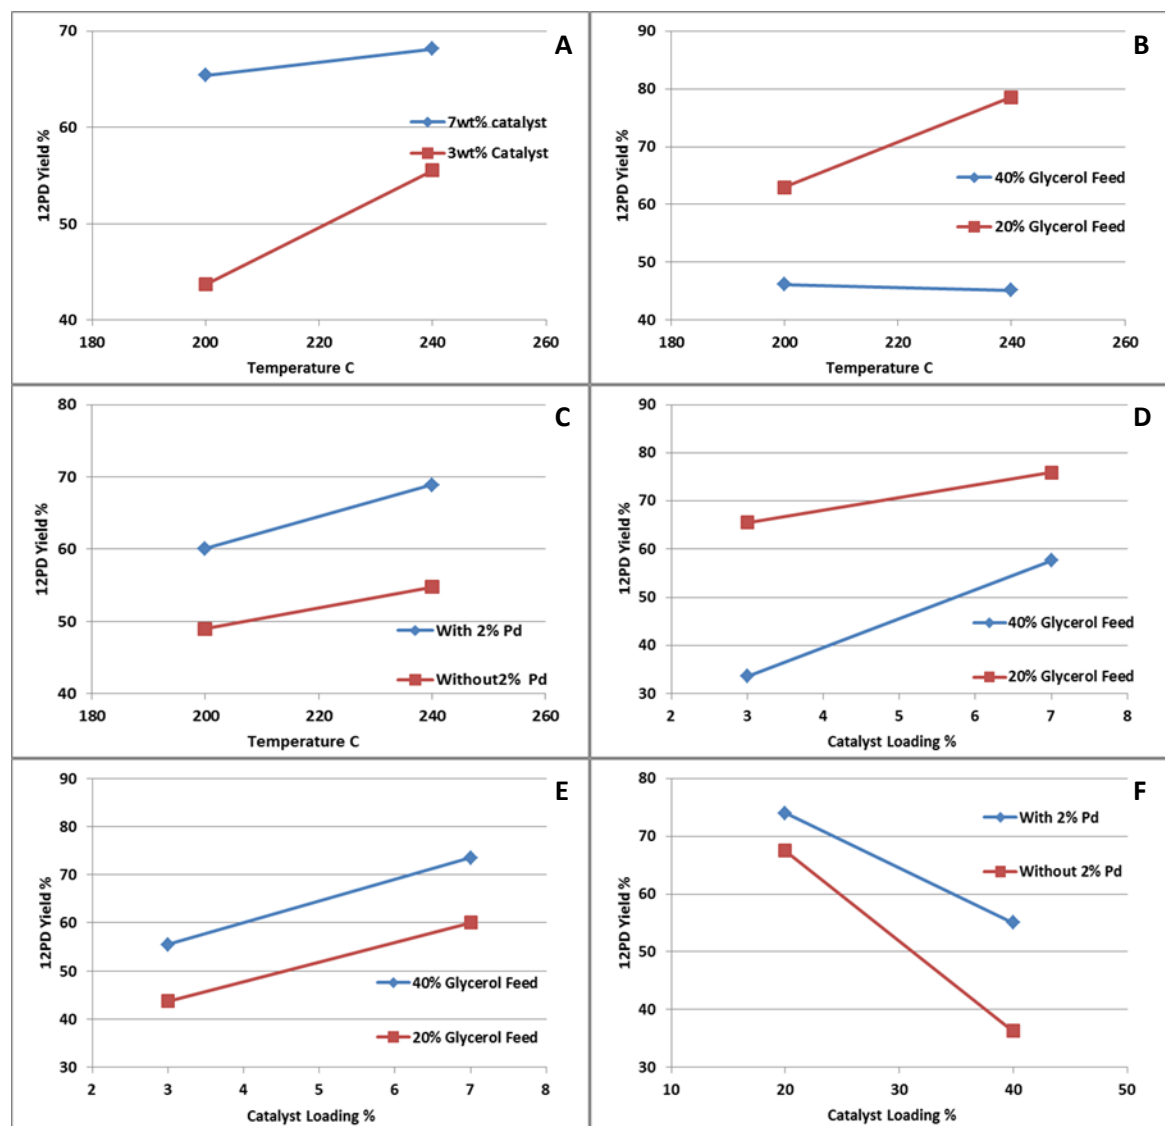 A
70
60
50
40
12PD Yield %
7wt% catalyst
3wt% Catalyst
180 200 220 240 260
Temperature C
B
90
80
70
60
50
40
12PD Yield %
40% Glycerol Feed
20% Glycerol Feed
180 200 220 240 260
Temperature C
C
80
70
60
50
40
12PD Yield %
With 2% Pd
Without2% Pd
180 200 220 240 260
Temperature C
D
90
80
70
60
50
40
30
12PD Yield %
40% Glycerol Feed
20% Glycerol Feed
2 3 4 5 6 7 8
Catalyst Loading %
E
90
80
70
60
50
40
30
12PD Yield %
40% Glycerol Feed
20% Glycerol Feed
2 3 4 5 6 7 8
Catalyst Loading %
F
80
70
60
50
40
30
12PD Yield %
With 2% Pd
Without 2% Pd
10 20 30 40 50
Catalyst Loading %